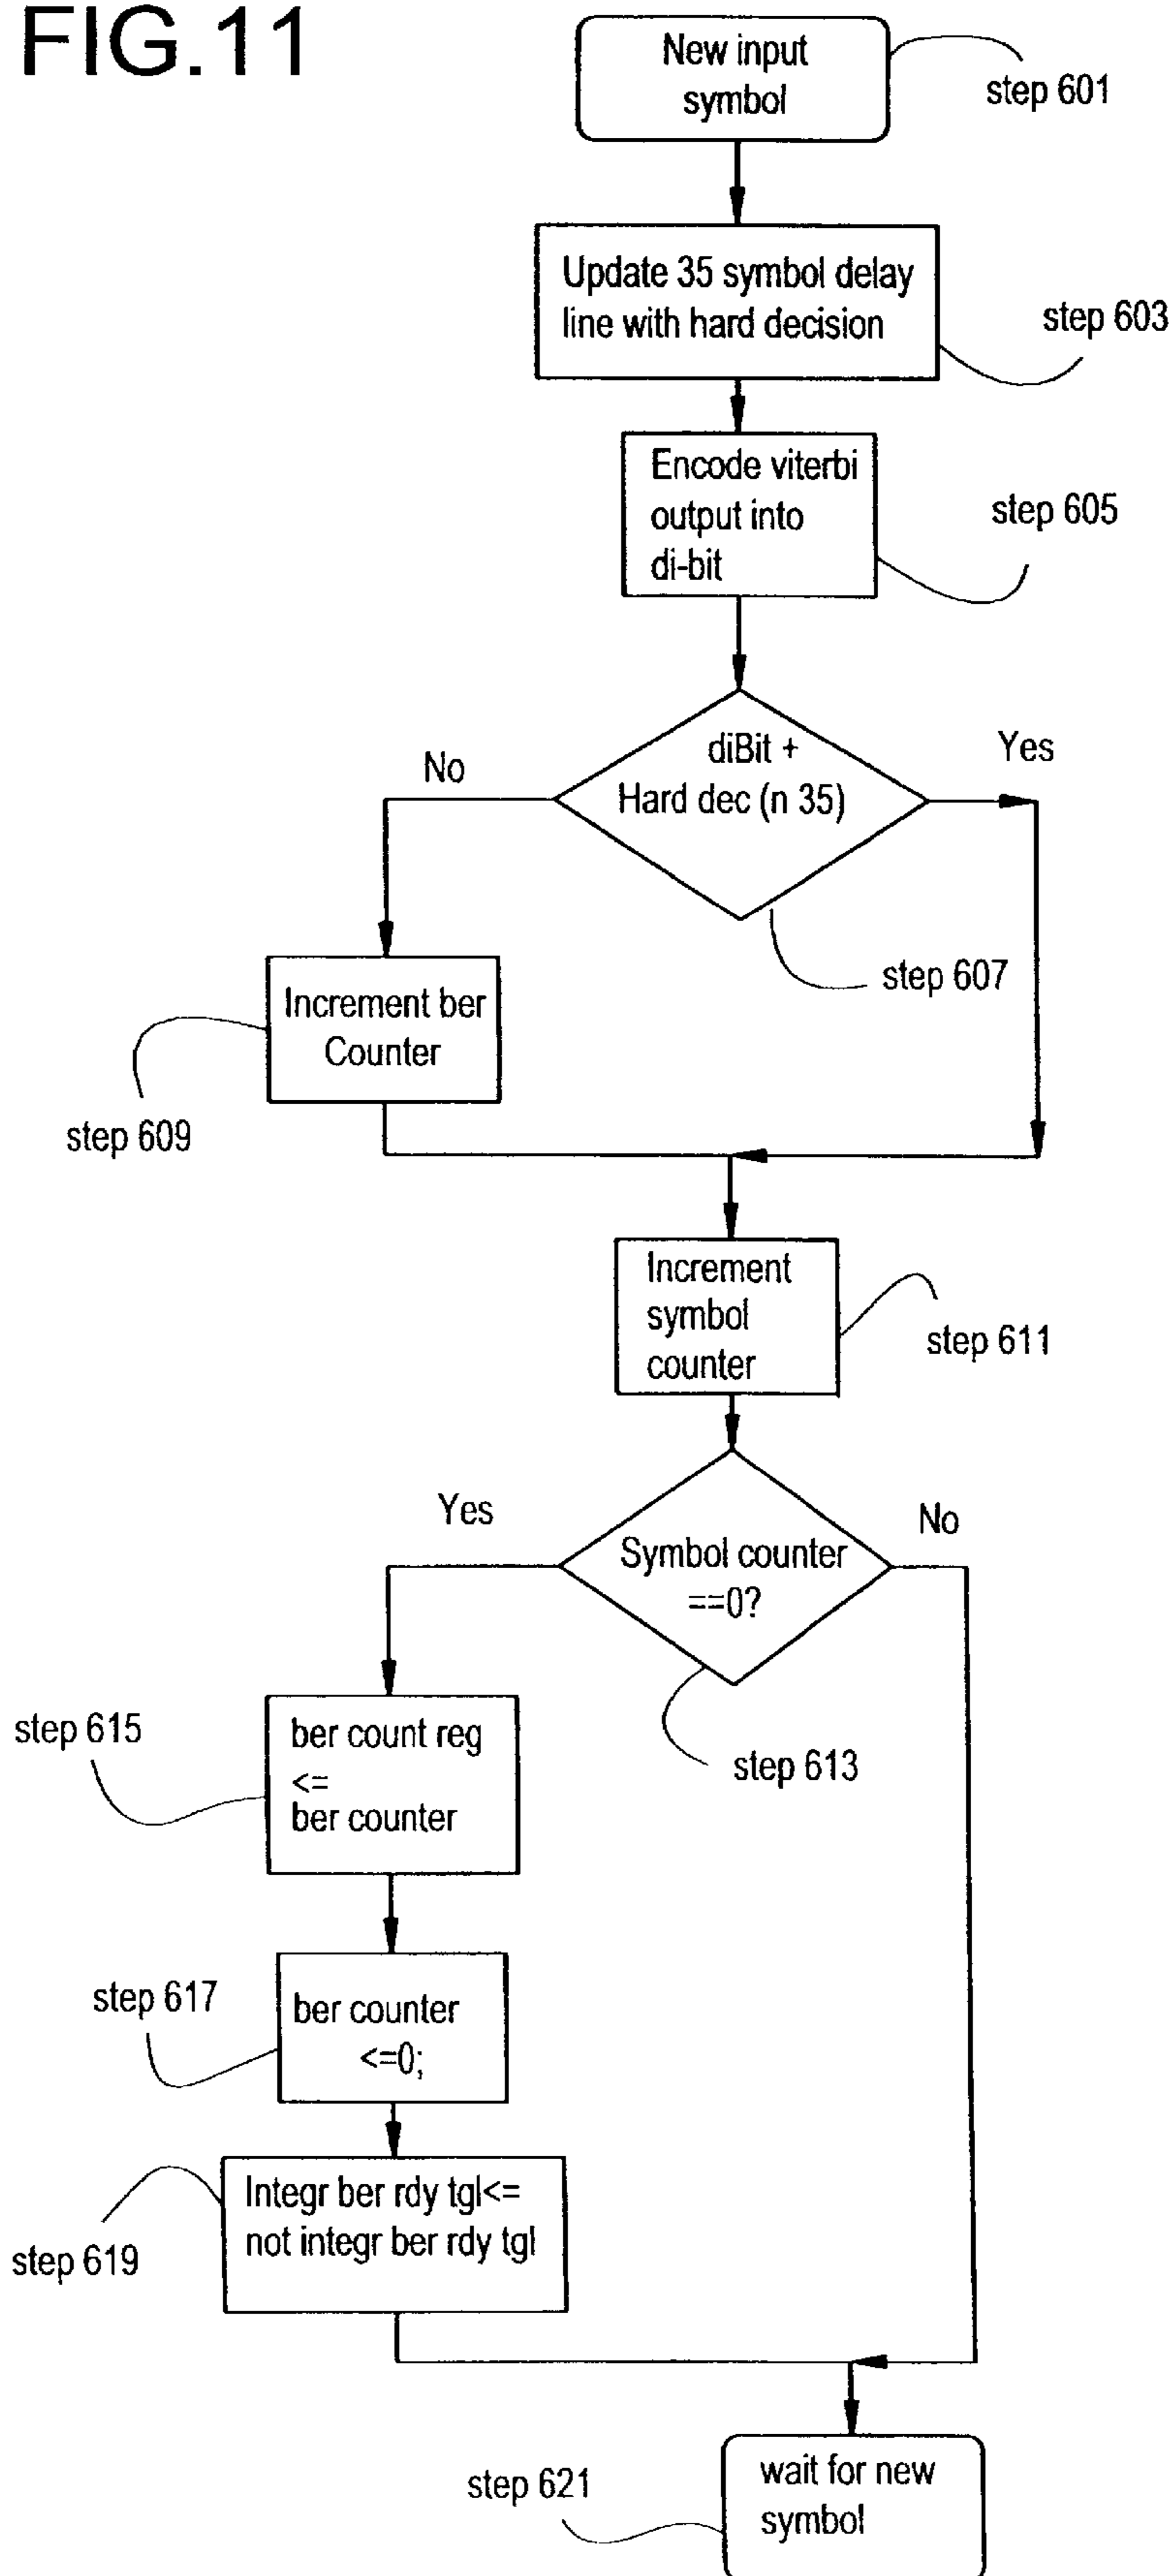 FIG.11
New input
symbol
step 601
Update 35 symbol delay
line with hard decision
step 603
Encode viterbi
output into
di-bit
step 605
diBit +
Hard dec (n 35)
No
Yes
step 607
Increment ber
Counter
step 609
Increment
symbol
counter
step 611
Symbol counter
==0?
Yes
No
step 613
ber count reg
<=
ber counter
step 615
ber counter
<=0;
step 617
Integr ber rdy tgl<=
not integr ber rdy tgl
step 619
wait for new
symbol
step 621